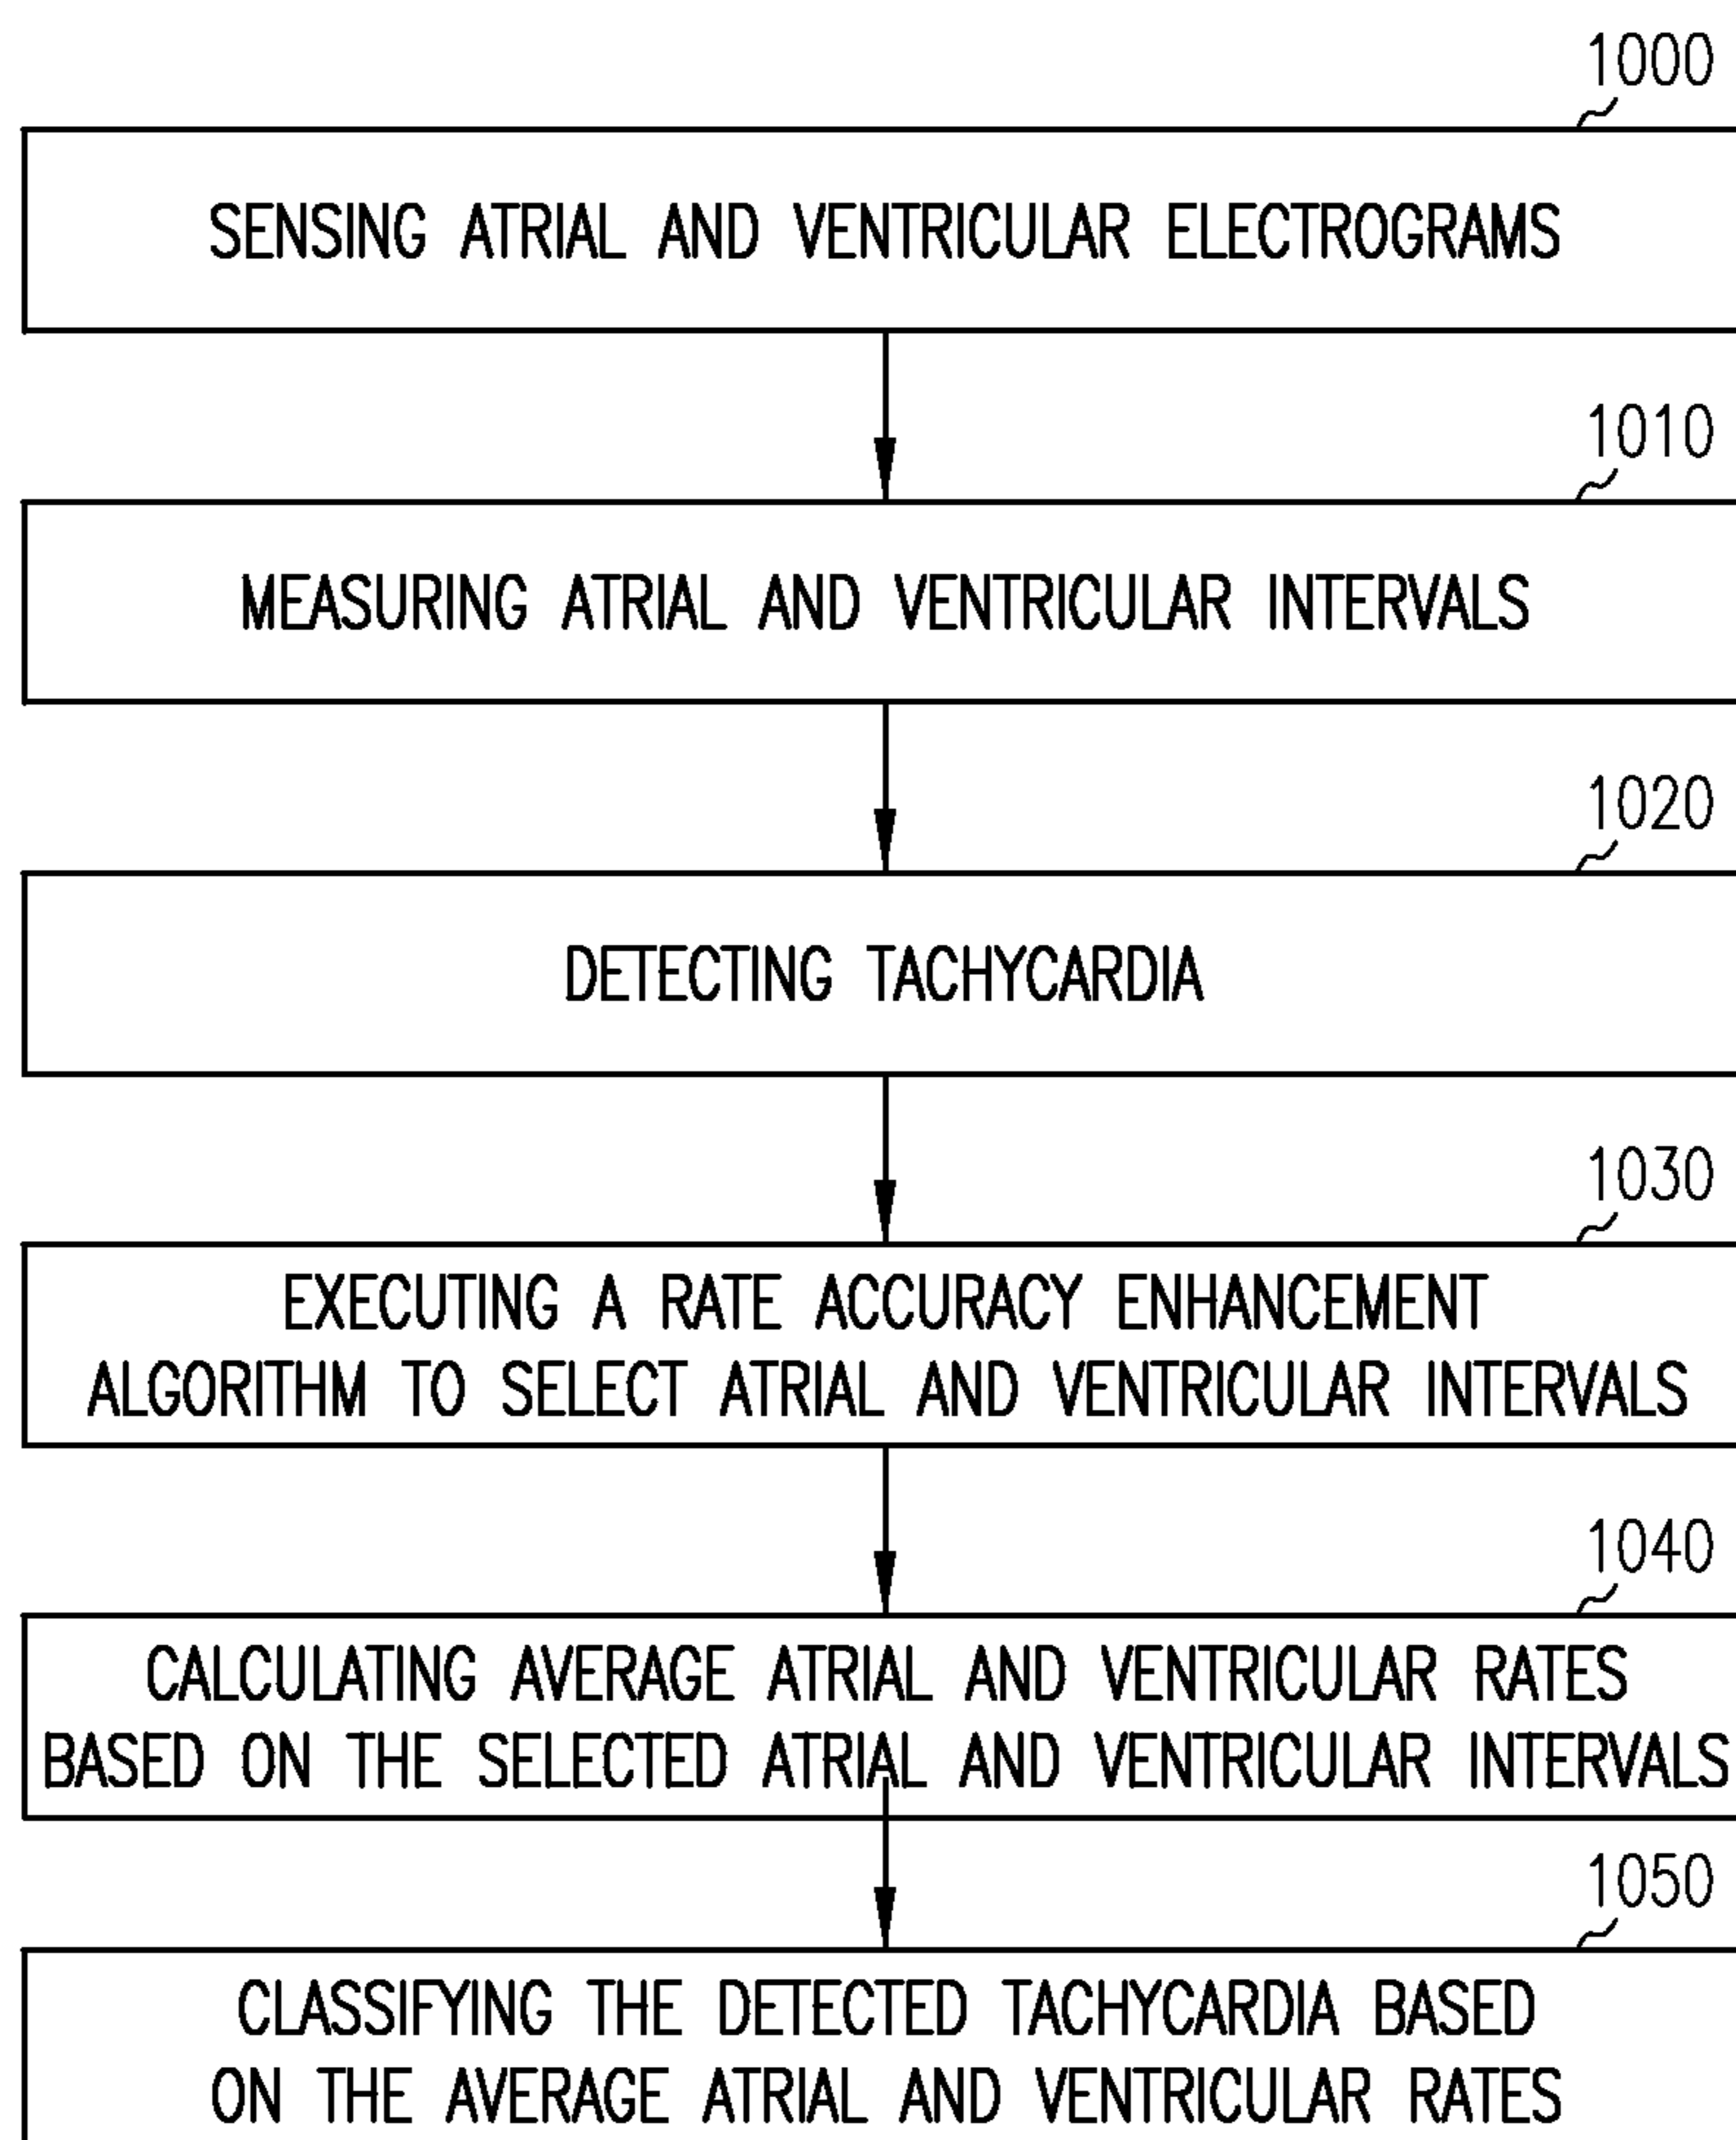 1000
SENSING ATRIAL AND VENTRICULAR ELECTROGRAMS
1010
MEASURING ATRIAL AND VENTRICULAR INTERVALS
1020
DETECTING TACHYCARDIA
1030
EXECUTING A RATE ACCURACY ENHANCEMENT
ALGORITHM TO SELECT ATRIAL AND VENTRICULAR INTERVALS
1040
CALCULATING AVERAGE ATRIAL AND VENTRICULAR RATES
BASED ON THE SELECTED ATRIAL AND VENTRICULAR INTERVALS
1050
CLASSIFYING THE DETECTED TACHYCARDIA BASED
ON THE AVERAGE ATRIAL AND VENTRICULAR RATES